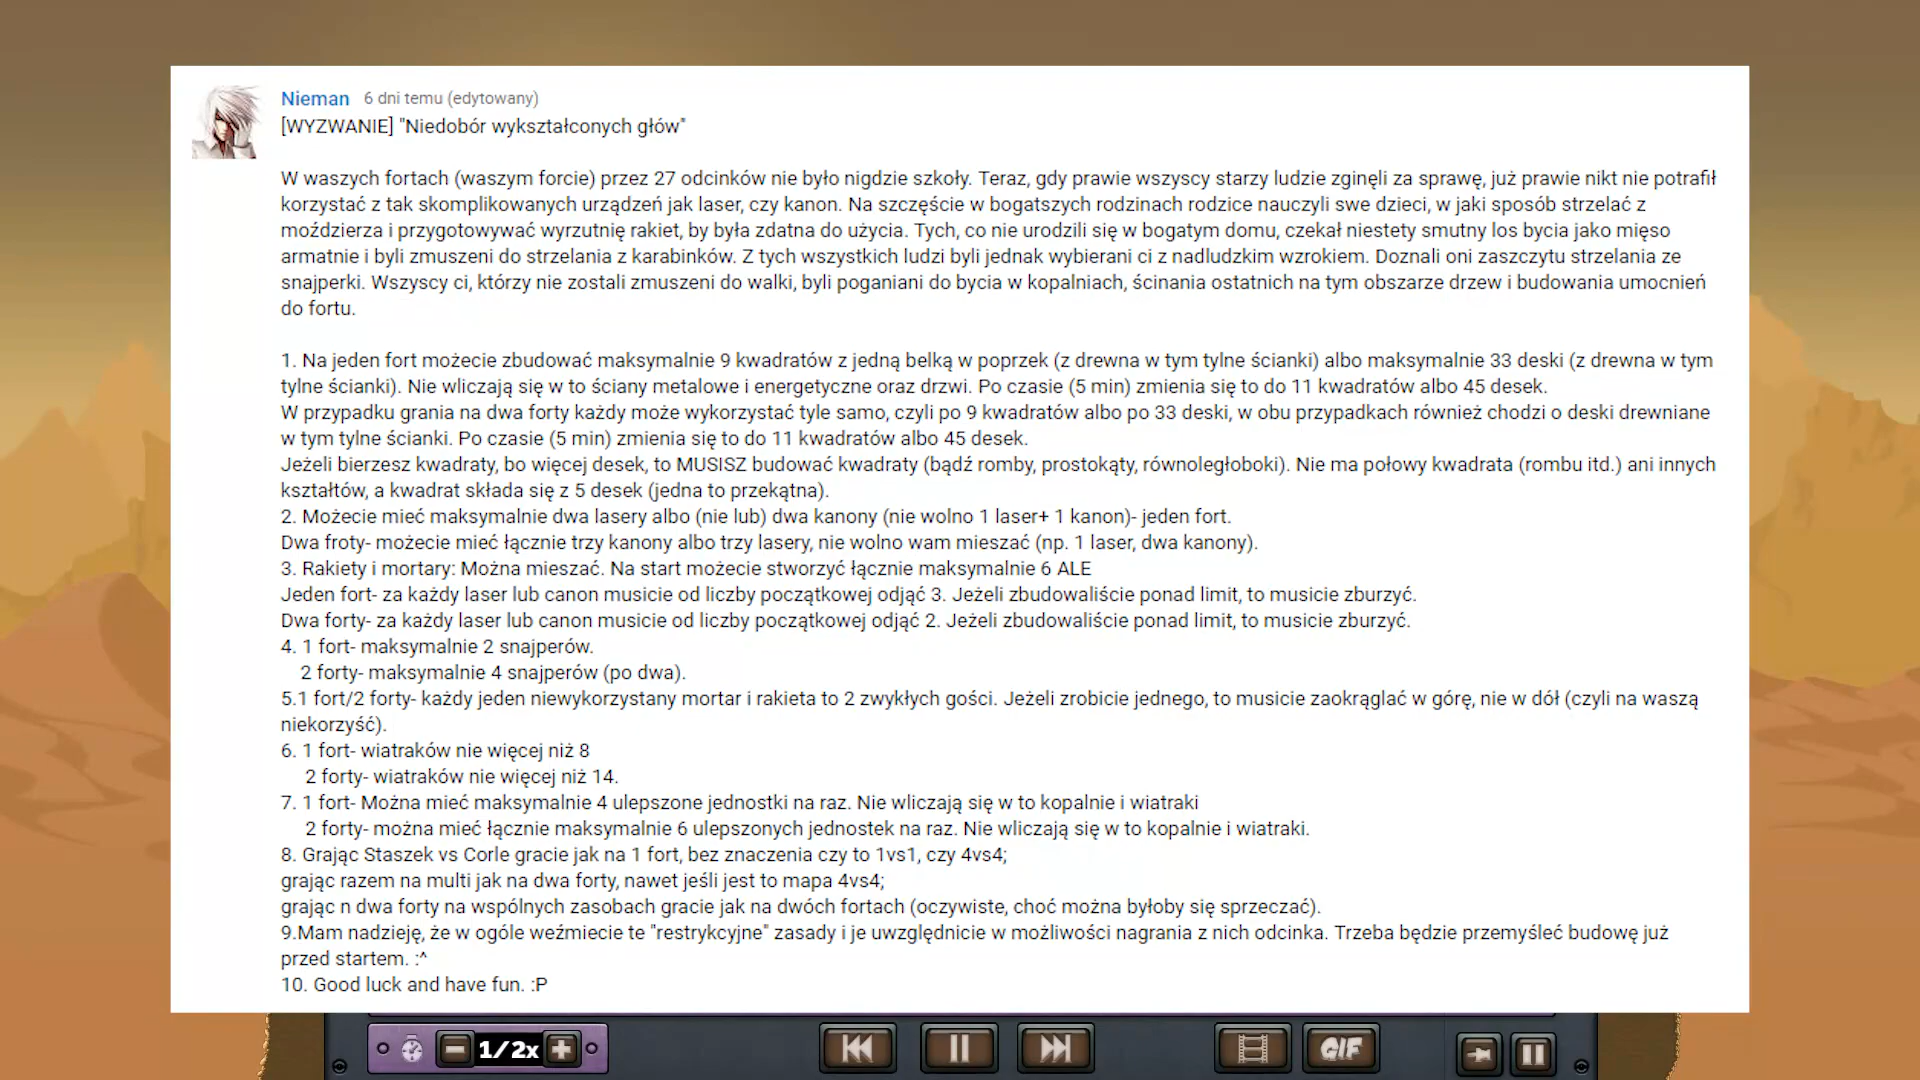 Nieman 6 dni temu (edytowany)
[WYZWANIE] "Niedobór wykształconych głów"
W waszych fortach (waszym forcie) przez 27 odcinków nie było nigdzie szkoły. Teraz, gdy prawie wszyscy starzy ludzie zginęli za sprawę, już prawie nikt nie potrafił
korzystać z tak skomplikowanych urządzeń jak laser, czy kanon. Na szczęście w bogatszych rodzinach rodzice nauczyli swe dzieci, w jaki sposób strzelać z
moździerza i przygotowywać wyrzutnię rakiet, by była zdatna do użycia. Tych, co nie urodzili się w bogatym domu, czekał niestety smutny los bycia jako mięso
armatnie i byli zmuszeni do strzelania z karabinków. Z tych wszystkich ludzi byli jednak wybierani ci z nadludzkim wzrokiem. Doznali oni zaszczytu strzelania ze
snajperki. Wszyscy ci, którzy nie zostali zmuszeni do walki, byli poganiani do bycia w kopalniach, ścinania ostatnich na tym obszarze drzew i budowania umocnień
do fortu.
1. Na jeden fort możecie zbudować maksymalnie 9 kwadratów z jedną belką w poprzek (z drewna w tym tylne ścianki) albo maksymalnie 33 deski (z drewna w tym
tylne ścianki). Nie wliczają się w to ściany metalowe i energetyczne oraz drzwi. Po czasie (5 min) zmienia się to do 11 kwadratów albo 45 desek.
W przypadku grania na dwa forty każdy może wykorzystać tyle samo, czyli po 9 kwadratów albo po 33 deski, w obu przypadkach również chodzi o deski drewniane
w tym tylne ścianki. Po czasie (5 min) zmienia się to do 11 kwadratów albo 45 desek.
Jeżeli bierzesz kwadraty, bo więcej desek, to MUSISZ budować kwadraty (bądź romby, prostokąty, równoległoboki). Nie ma połowy kwadrata (rombu itd.) ani innych
kształtów, a kwadrat składa się z 5 desek (jedna to przekątna).
2. Możecie mieć maksymalnie dwa lasery albo (nie lub) dwa kanony (nie wolno 1 laser+ 1 kanon)- jeden fort.
Dwa froty- możecie mieć łącznie trzy kanony albo trzy lasery, nie wolno wam mieszać (np. 1 laser, dwa kanony).
3. Rakiety i mortary: Można mieszać. Na start możecie stworzyć łącznie maksymalnie 6 ALE
Jeden fort- za każdy laser lub canon musicie od liczby początkowej odjąć 3. Jeżeli zbudowaliście ponad limit, to musicie zburzyć.
Dwa forty- za każdy laser lub canon musicie od liczby początkowej odjąć 2. Jeżeli zbudowaliście ponad limit, to musicie zburzyć.
4. 1 fort- maksymalnie 2 snajperów.
2 forty- maksymalnie 4 snajperów (po dwa).
5.1 fort/2 forty- każdy jeden niewykorzystany mortar i rakieta to 2 zwykłych gości. Jeżeli zrobicie jednego, to musicie zaokrąglać w górę, nie w dół (czyli na waszą
niekorzyść).
6. 1 fort- wiatraków nie więcej niż 8
2 forty- wiatraków nie więcej niż 14.
7. 1 fort- Można mieć maksymalnie 4 ulepszone jednostki na raz. Nie wliczają się w to kopalnie i wiatraki
2 forty- można mieć łącznie maksymalnie 6 ulepszonych jednostek na raz. Nie wliczają się w to kopalnie i wiatraki.
8. Grając Staszek vs Corle gracie jak na 1 fort, bez znaczenia czy to 1vs1, czy 4vs4;
grając razem na multi jak na dwa forty, nawet jeśli jest to mapa 4vs4;
grając n dwa forty na wspólnych zasobach gracie jak na dwóch fortach (oczywiste, choć można byłoby się sprzeczać).
9.Mam nadzieję, że w ogóle weźmiecie te "restrykcyjne" zasady i je uwzględnicie w możliwości nagrania z nich odcinka. Trzeba będzie przemyśleć budowę już
przed startem. :^
10. Good luck and have fun. :P
1/2x GIF